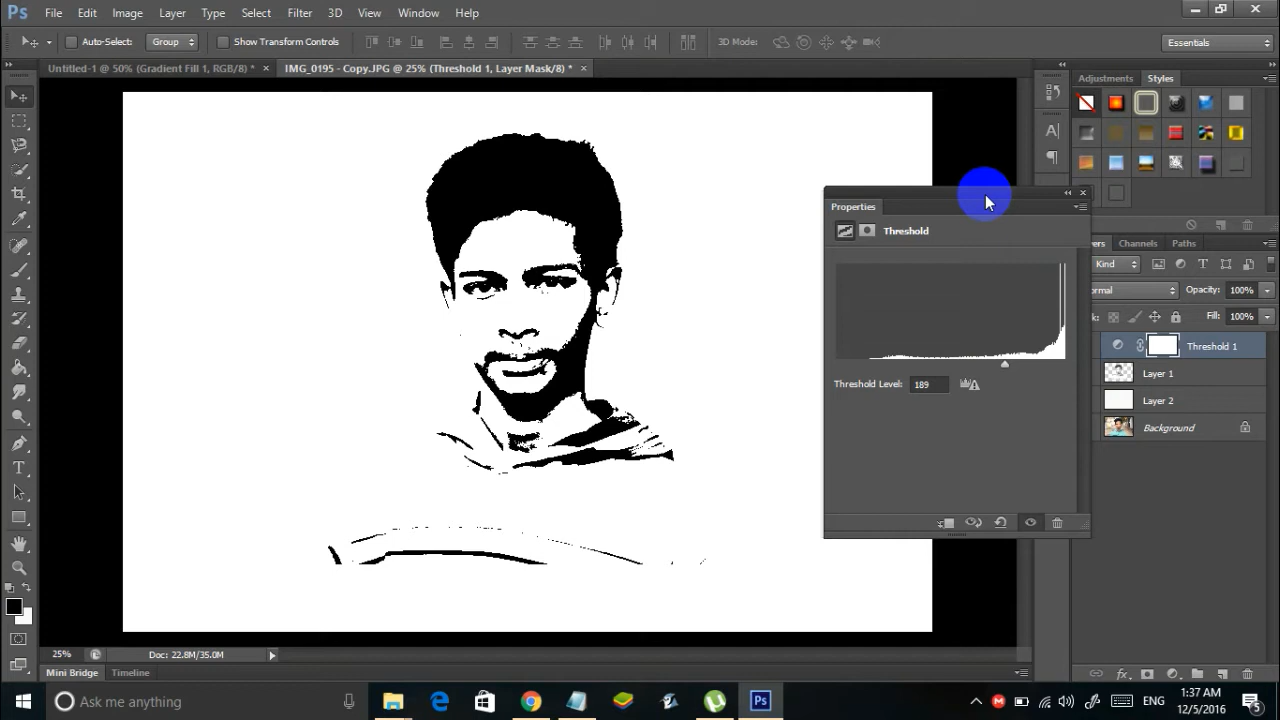 Ps File Edit Image Layer Type Select Filter 3D View Window Help
Auto-Select: Group Show Transform Controls 3D Mode: Essentials
Untitled-1 @ 50% (Gradient Fill 1, RGB/8) * × IMG_0195 - Copy.JPG @ 25% (Threshold 1, Layer Mask/8) * ×
Adjustments Styles
Properties
Threshold
Channels Paths
Kind
Opacity: 100%
Fill: 100%
Threshold 1
Layer 1
Threshold Level: 189
Layer 2
Background
25% Doc: 22.8M/35.0M
Mini Bridge Timeline
Ask me anything
Ps
ENG
1:37 AM
12/5/2016
5